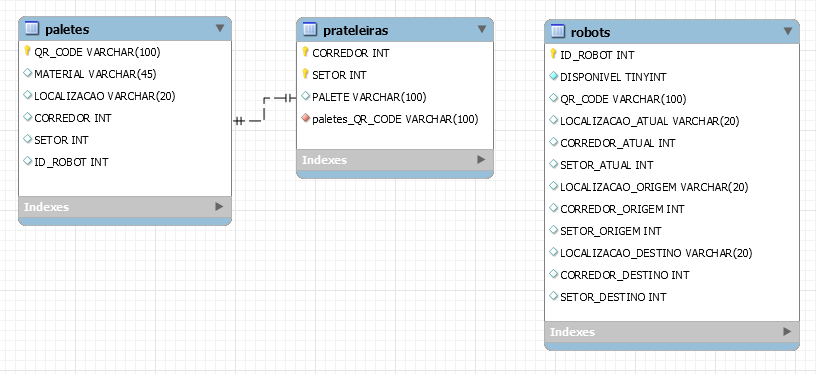 paletes
QR_CODE VARCHAR(100)
MATERIAL VARCHAR(45)
LOCALIZACAO VARCHAR(20)
CORREDOR INT
SETOR INT
ID_ROBOT INT
Indexes
prateleiras
CORREDOR INT
SETOR INT
PALETE VARCHAR(100)
paletes_QR_CODE VARCHAR(100)
Indexes
robots
ID_ROBOT INT
DISPONIVEL TINYINT
QR_CODE VARCHAR(100)
LOCALIZACAO_ATUAL VARCHAR(20)
CORREDOR_ATUAL INT
SETOR_ATUAL INT
LOCALIZACAO_ORIGEM VARCHAR(20)
CORREDOR_ORIGEM INT
SETOR_ORIGEM INT
LOCALIZACAO_DESTINO VARCHAR(20)
CORREDOR_DESTINO INT
SETOR_DESTINO INT
Indexes